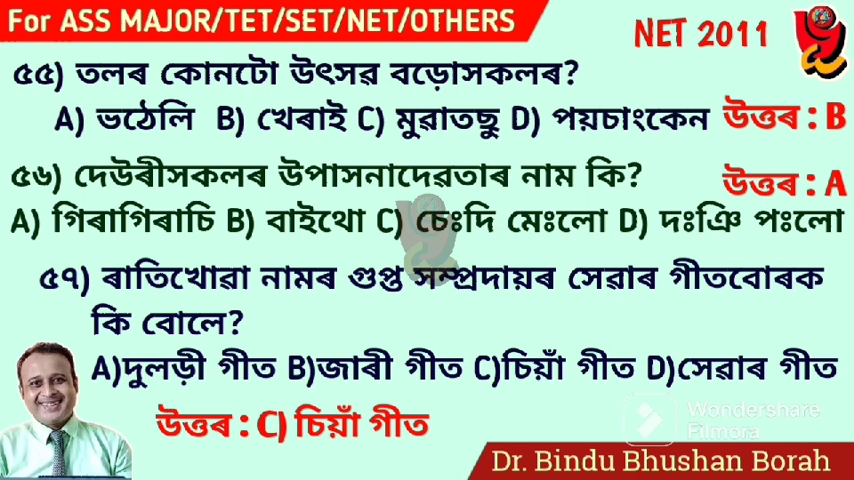 For ASS MAJOR/TET/SET/NET/OTHERS
NET 2011
৫৫) তলৰ কোনটো উৎসৱ বড়োসকলৰ?
A) ভঠেলি B) খেৰাই C) মুৱাতছু D) পয়চাংকেন উত্তৰ : B
৫৬) দেউৰীসকলৰ উপাসনাদেৱতাৰ নাম কি?
উত্তৰ : A
A) গিৰাগিৰাচি B) বাইথো C) চেঃদি মেঃলো D) দঃঞি পঃলো
৫৭) ৰাতিখোৱা নামৰ গুপ্ত সম্প্ৰদায়ৰ সেৱাৰ গীতবোৰক
কি বোলে?
A)দুলড়ী গীত B)জাৰী গীত C)চিয়াঁ গীত D)সেৱাৰ গীত
উত্তৰ : C) চিয়াঁ গীত
Wondershare
Filmora
Dr. Bindu Bhushan Borah